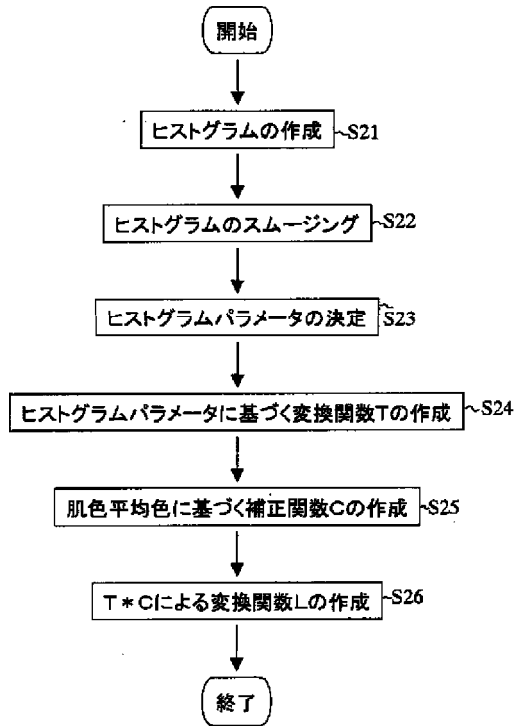 開始
ヒストグラムの作成 ~S21
ヒストグラムのスムージング ~S22
ヒストグラムパラメータの決定 ~S23
ヒストグラムパラメータに基づく変換関数Tの作成 ~S24
肌色平均色に基づく補正関数Cの作成 ~S25
T*Cによる変換関数Lの作成 ~S26
終了